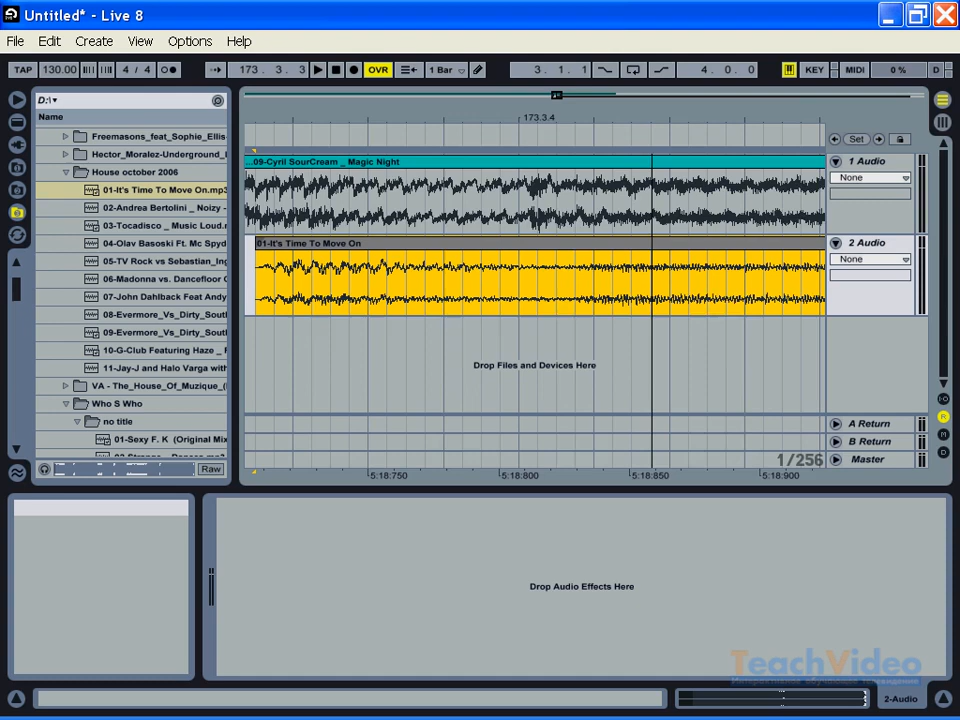 Untitled* - Live 8
File Edit Create View Options Help
TAP 130.00 4 / 4 173 . 3 . 3 OVR 1 Bar 3 . 1 . 1 4 . 0 . 0 KEY MIDI 0 % D
D:\
Name
Freemasons_feat_Sophie_Ellis-
Hector_Moralez-Underground_
House october 2006
01-It's Time To Move On.mp3
02-Andrea Bertolini _ Noizy -
03-Tocadisco _ Music Loud.
04-Olav Basoski Ft. Mc Spyd
05-TV Rock vs Sebastian_Ing
06-Madonna vs. Dancefloor
07-John Dahlback Feat Andy
08-Evermore_Vs_Dirty_Sout
09-Evermore_Vs_Dirty_Sout
10-G-Club Featuring Haze _
11-Jay-J and Halo Varga with
VA - The_House_Of_Muzique_(
Who S Who
no title
01-Sexy F. K (Original Mix
Raw
173.3.4
Set
...09-Cyril SourCream _ Magic Night
1 Audio
None
01-It's Time To Move On
2 Audio
None
Drop Files and Devices Here
A Return
B Return
Master
1/256
5:18:750 5:18:800 5:18:850 5:18:900
I·O
R
M
D
Drop Audio Effects Here
TeachVideo
Интерактивное обучающее телевидение
2-Audio